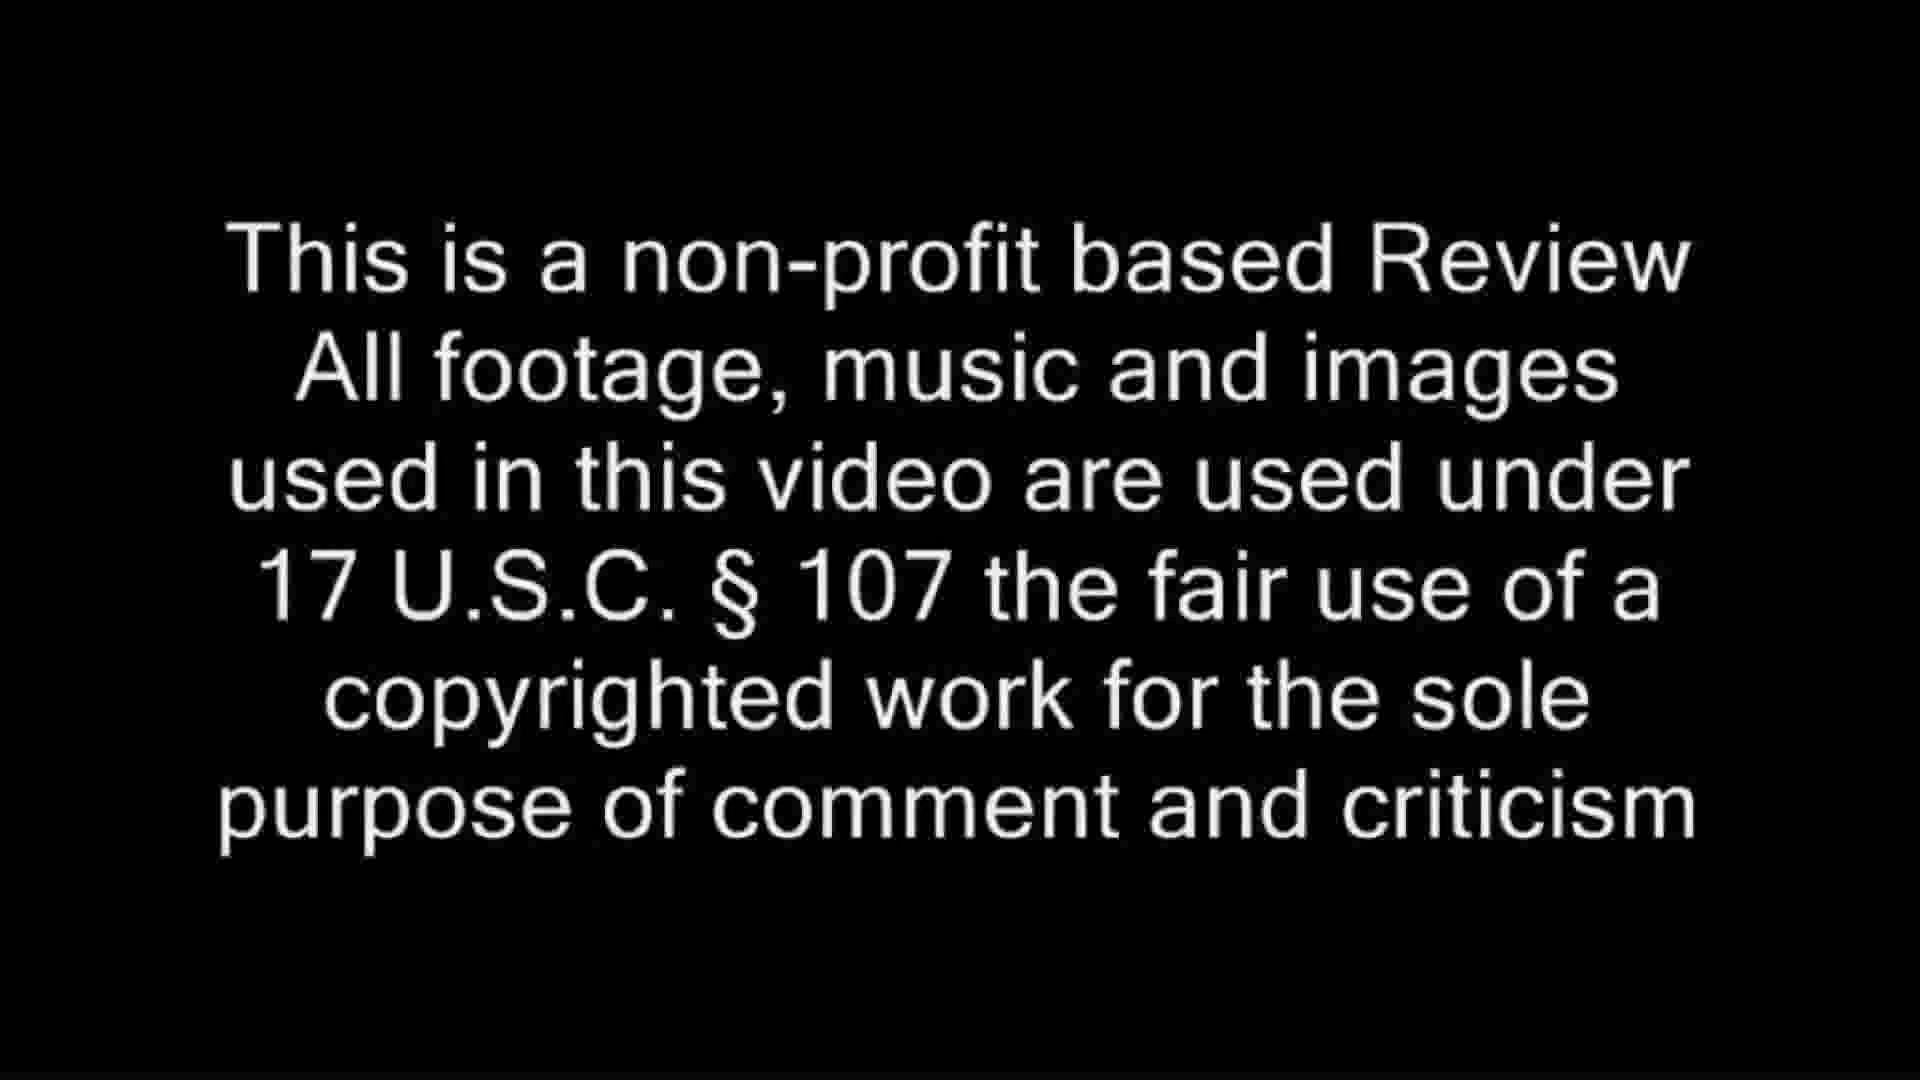 This is a non-profit based Review
All footage, music and images
used in this video are used under
17 U.S.C. § 107 the fair use of a
copyrighted work for the sole
purpose of comment and criticism